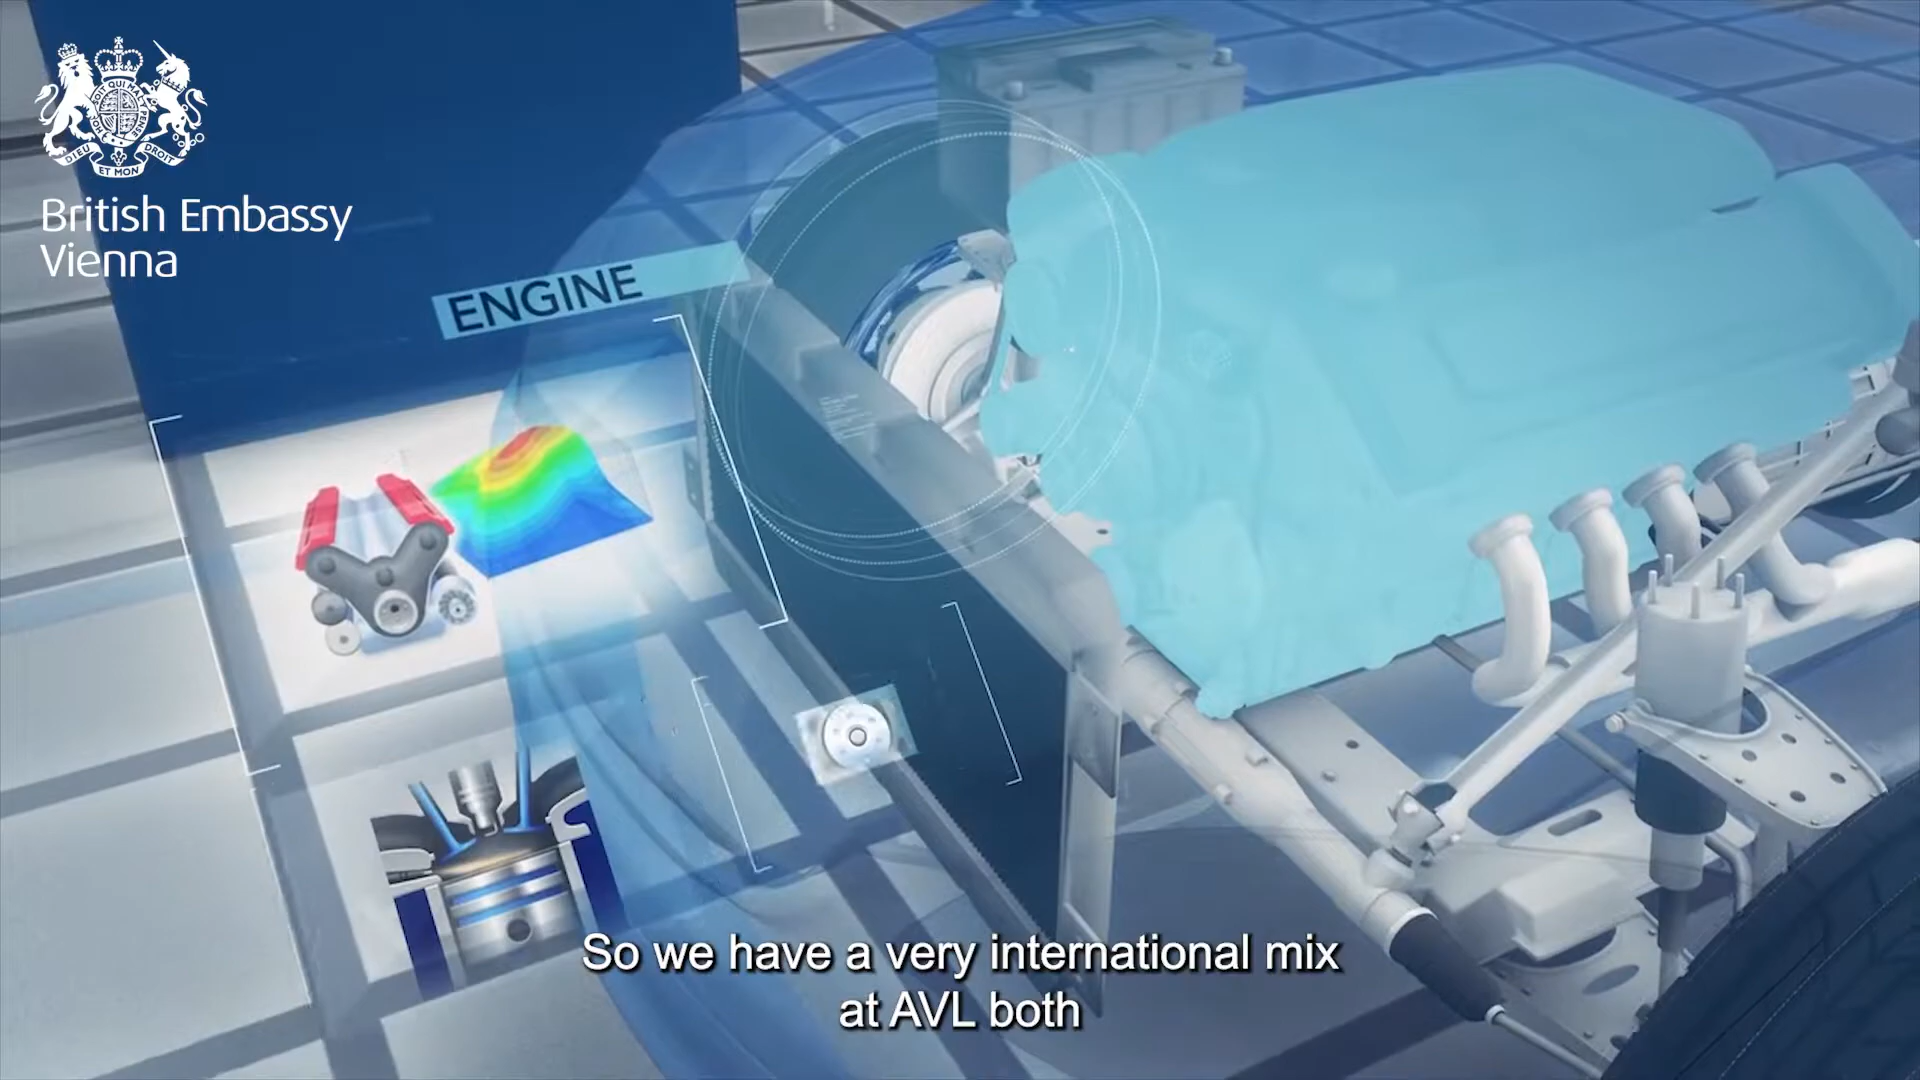 DIEU ET MON DROIT
British Embassy
Vienna
ENGINE
So we have a very international mix
at AVL both